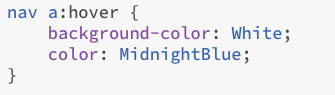 nav a:hover {
    background-color: White;
    color: MidnightBlue;
}